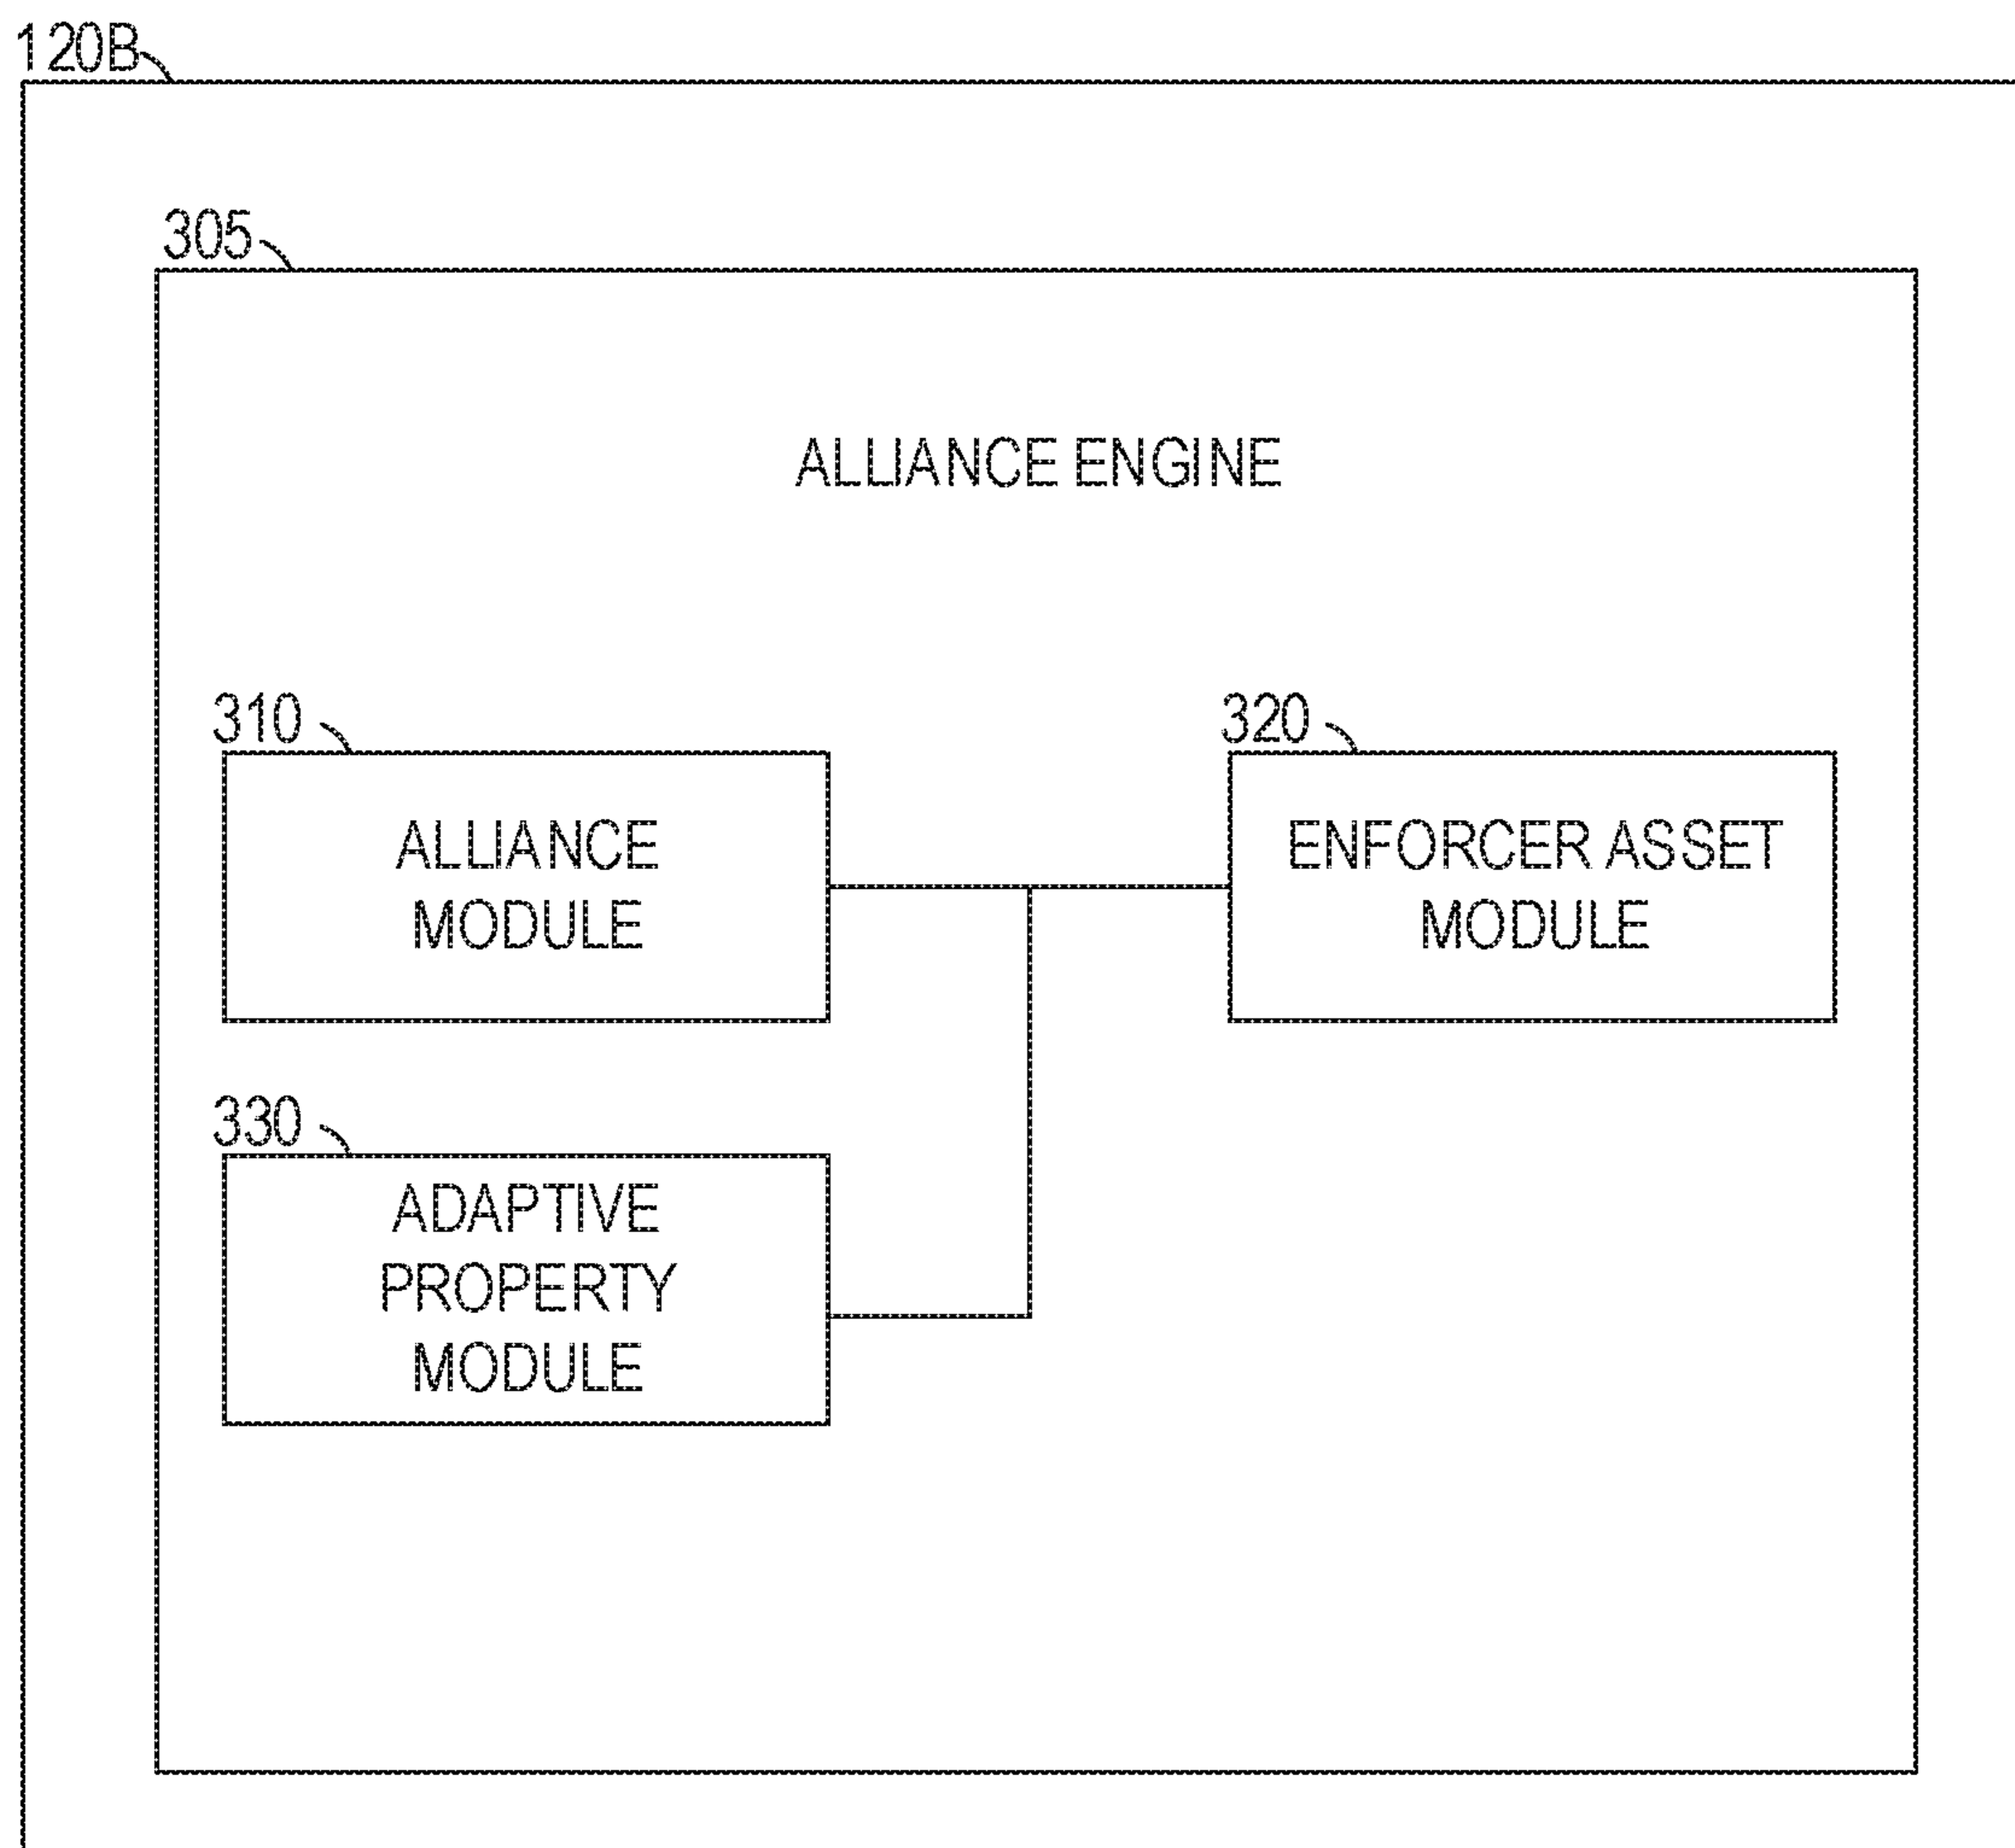 120B
305
ALLIANCE ENGINE
310
320
ALLIANCE
MODULE
ENFORCER ASSET
MODULE
330
ADAPTIVE
PROPERTY
MODULE